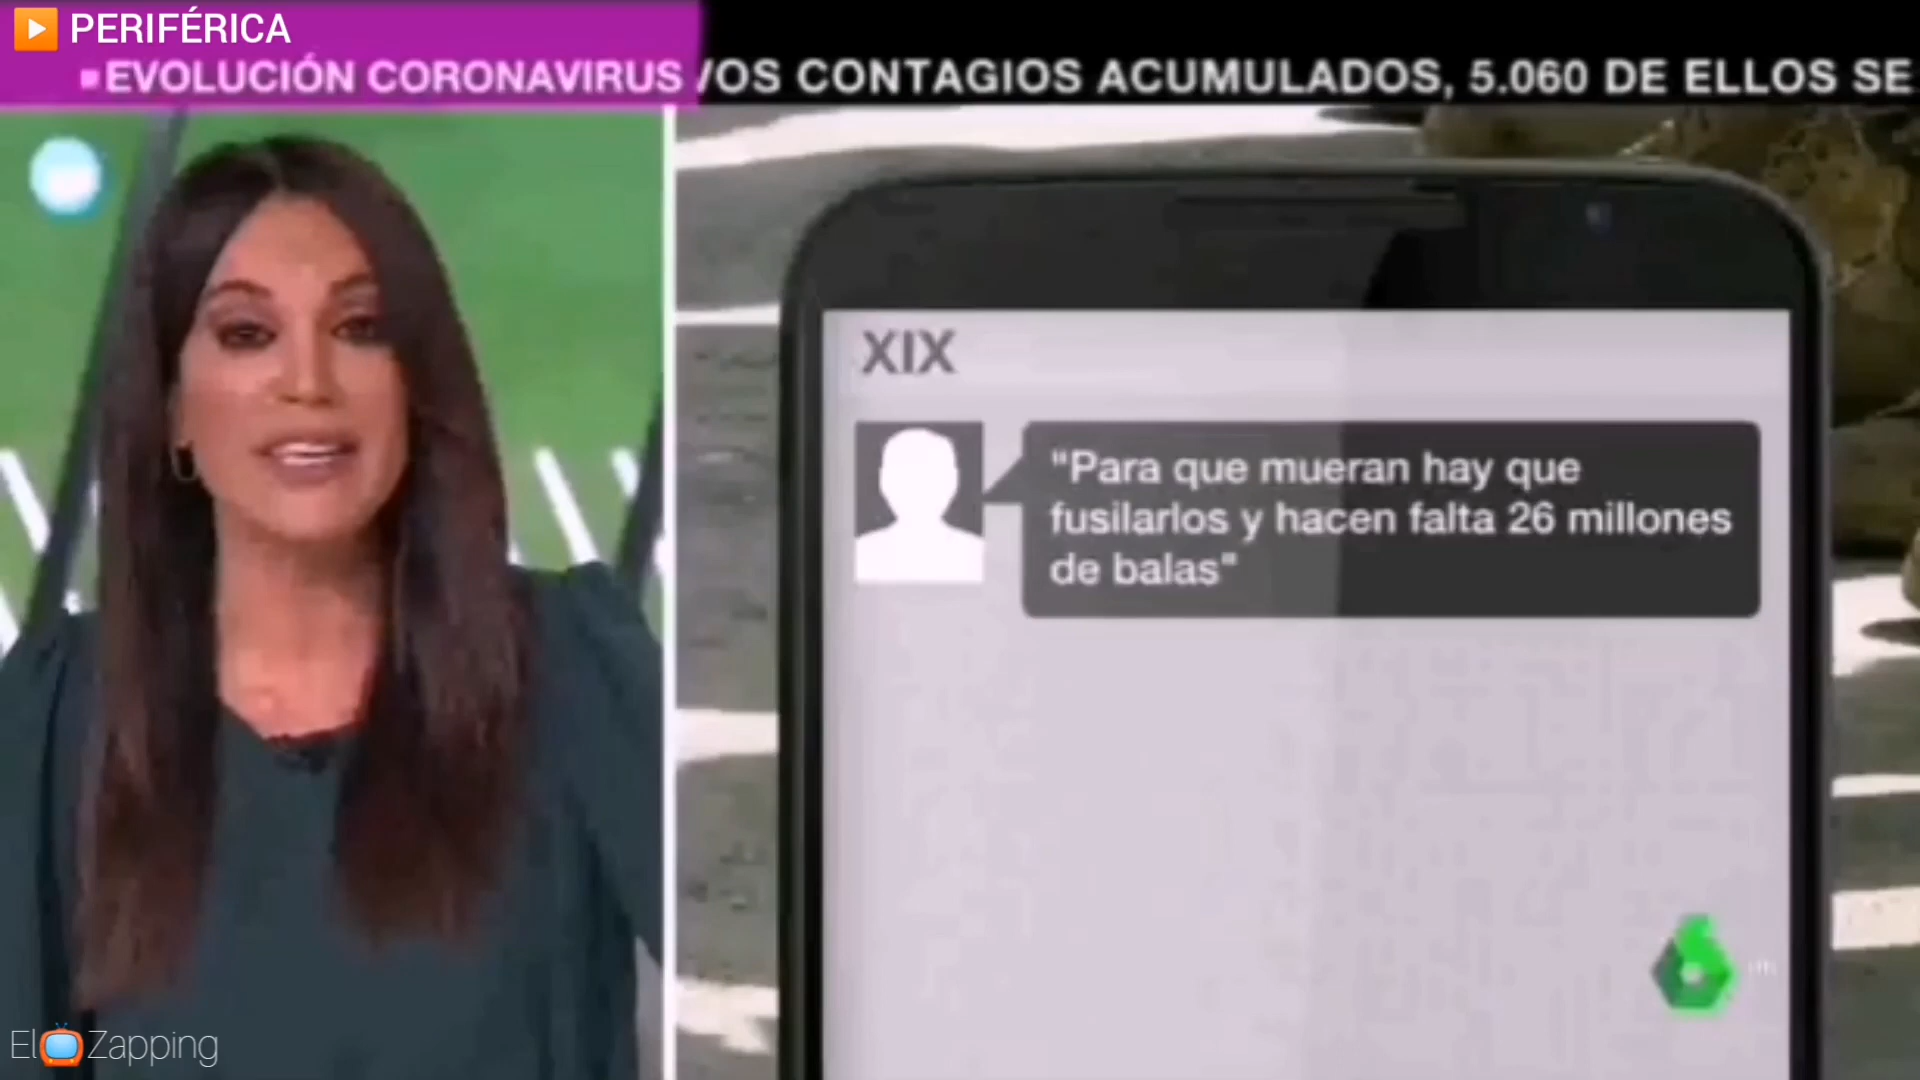 PERIFÉRICA
EVOLUCIÓN CORONAVIRUS VOS CONTAGIOS ACUMULADOS, 5.060 DE ELLOS SE
XIX
"Para que mueran hay que
fusilarlos y hacen falta 26 millones
de balas"
El Zapping